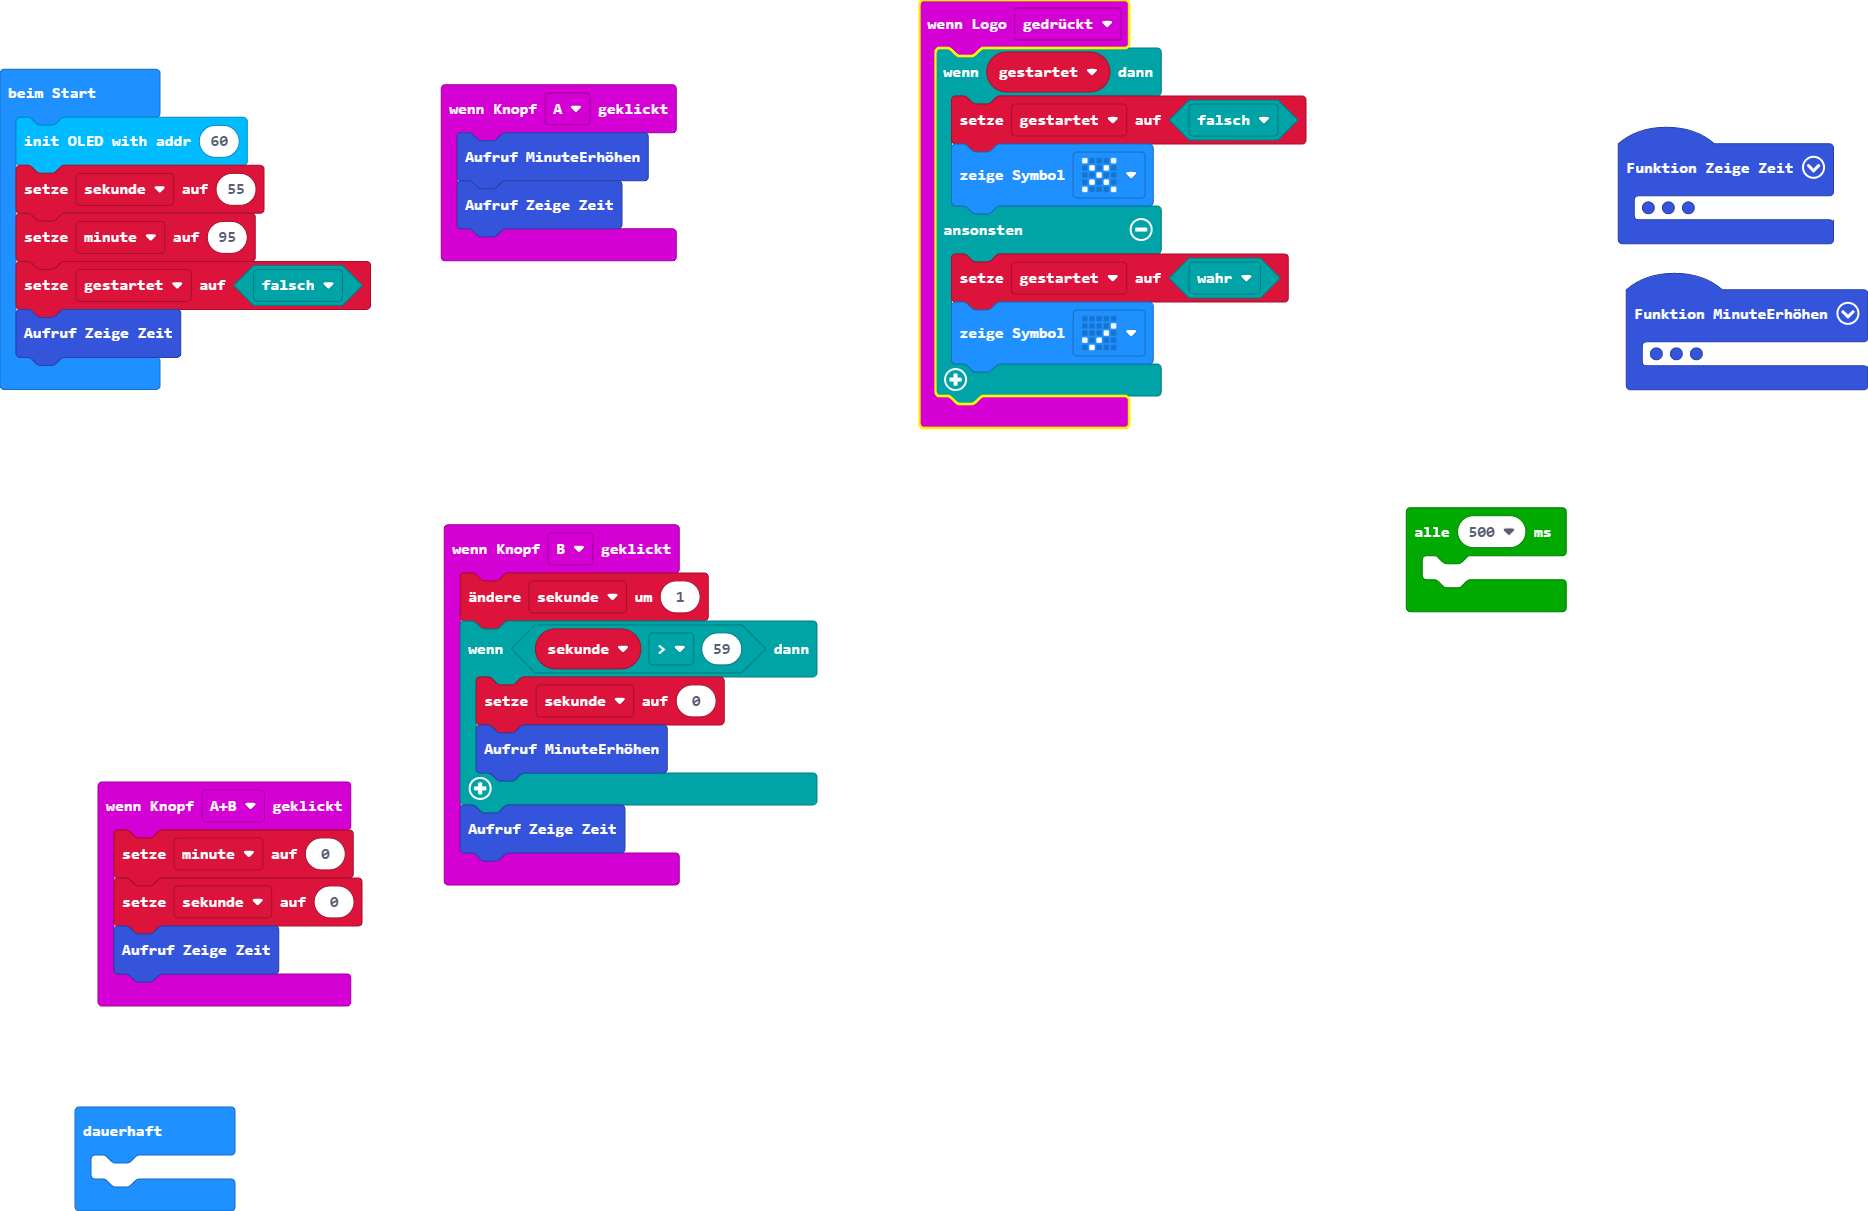 beim Start
init OLED with addr 60
setze sekunde auf 55
setze minute auf 95
setze gestartet auf falsch
Aufruf Zeige Zeit
wenn Knopf A geklickt
Aufruf MinuteErhöhen
Aufruf Zeige Zeit
wenn Logo gedrückt
wenn gestartet dann
setze gestartet auf falsch
zeige Symbol
ansonsten
setze gestartet auf wahr
zeige Symbol
Funktion Zeige Zeit
Funktion MinuteErhöhen
alle 500 ms
wenn Knopf B geklickt
ändere sekunde um 1
wenn sekunde > 59 dann
setze sekunde auf 0
Aufruf MinuteErhöhen
Aufruf Zeige Zeit
wenn Knopf A+B geklickt
setze minute auf 0
setze sekunde auf 0
Aufruf Zeige Zeit
dauerhaft